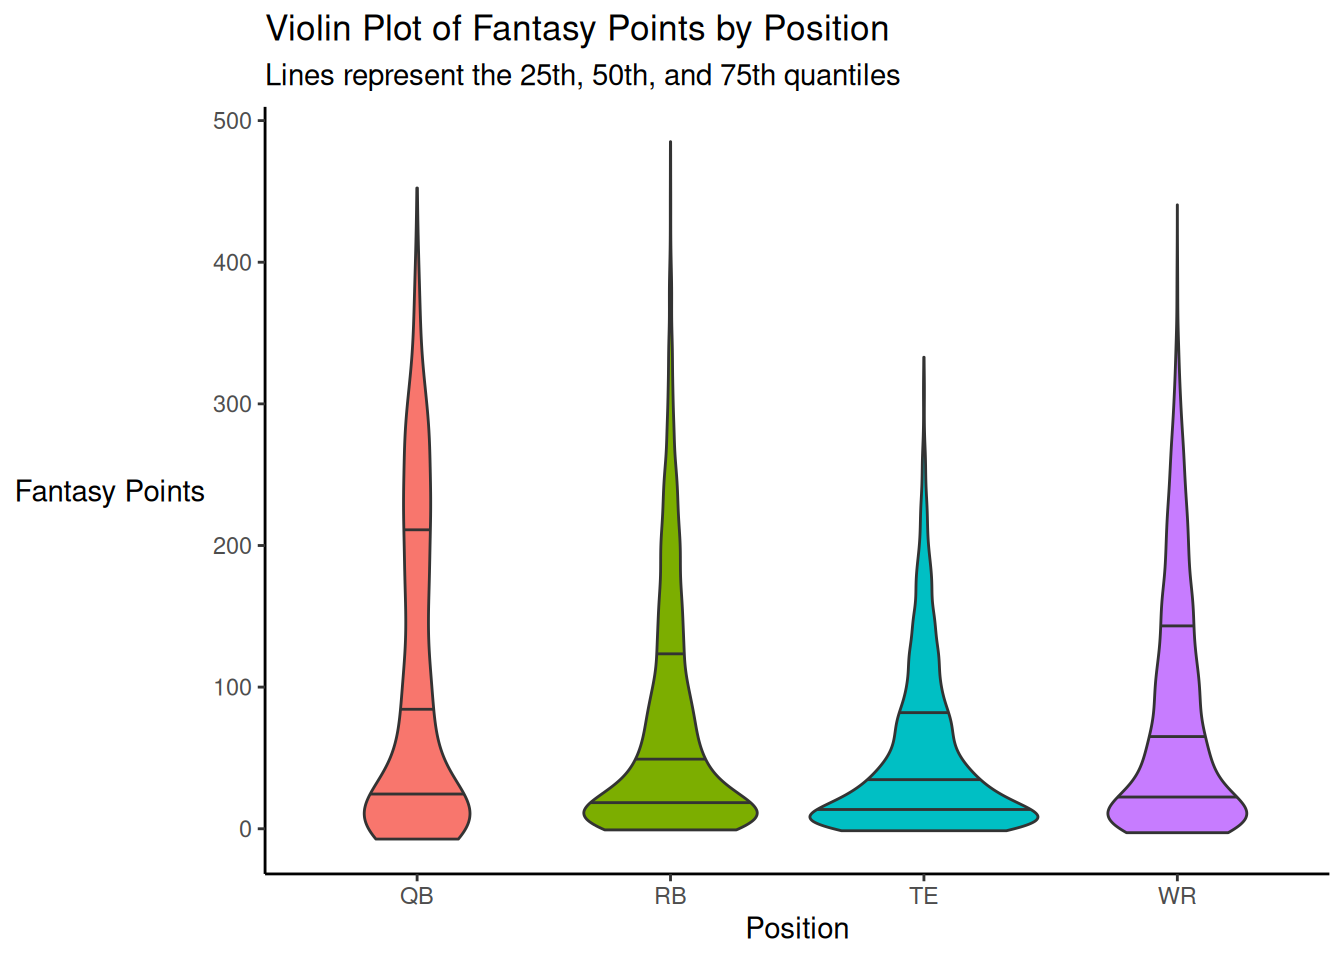 Violin Plot of Fantasy Points by Position
Lines represent the 25th, 50th, and 75th quantiles
500
400
300
200
100
0
Fantasy Points
QB
RB
TE
WR
Position